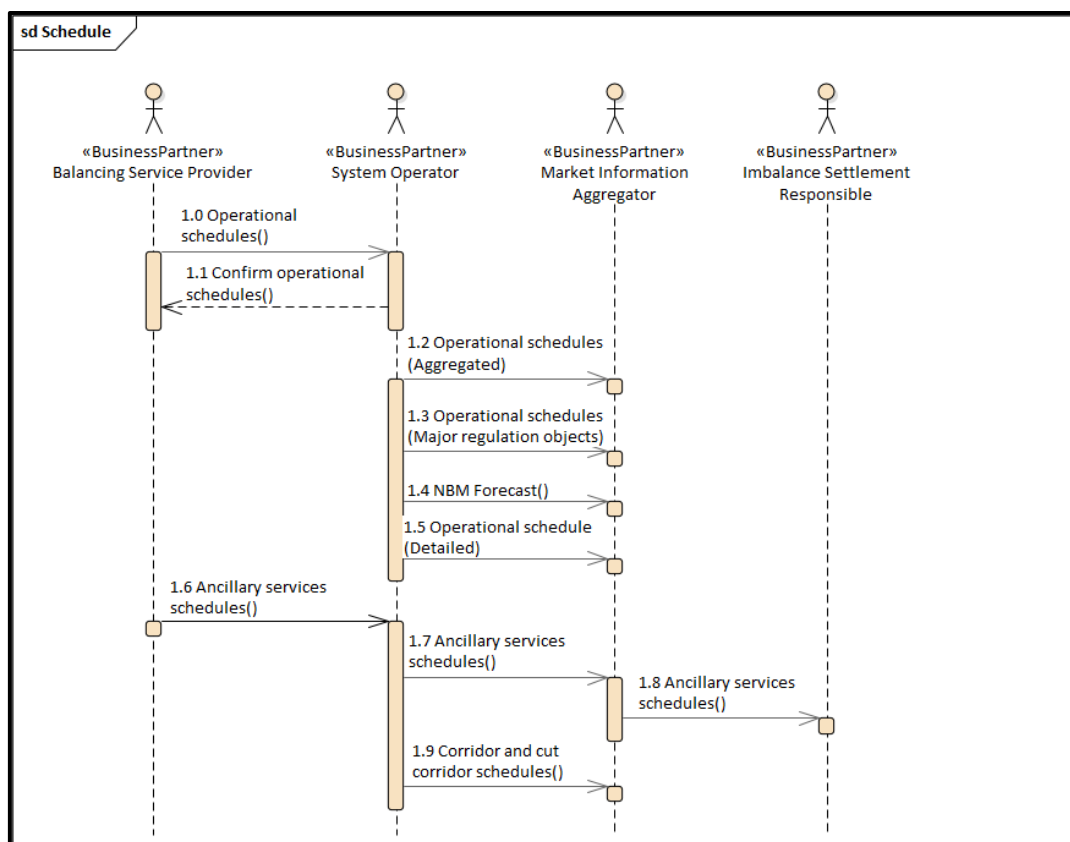 sd Schedule
«BusinessPartner»
Balancing Service Provider
«BusinessPartner»
System Operator
«BusinessPartner»
Market Information
Aggregator
«BusinessPartner»
Imbalance Settlement
Responsible
1.0 Operational
schedules()
1.1 Confirm operational
schedules()
1.2 Operational schedules
(Aggregated)
1.3 Operational schedules
(Major regulation objects)
1.4 NBM Forecast()
1.5 Operational schedule
(Detailed)
1.6 Ancillary services
schedules()
1.7 Ancillary services
schedules()
1.8 Ancillary services
schedules()
1.9 Corridor and cut
corridor schedules()